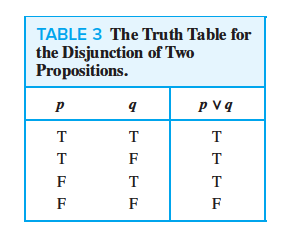 TABLE 3 The Truth Table for
the Disjunction of Two
Propositions.
p q p ∨ q
T T T
T F T
F T T
F F F